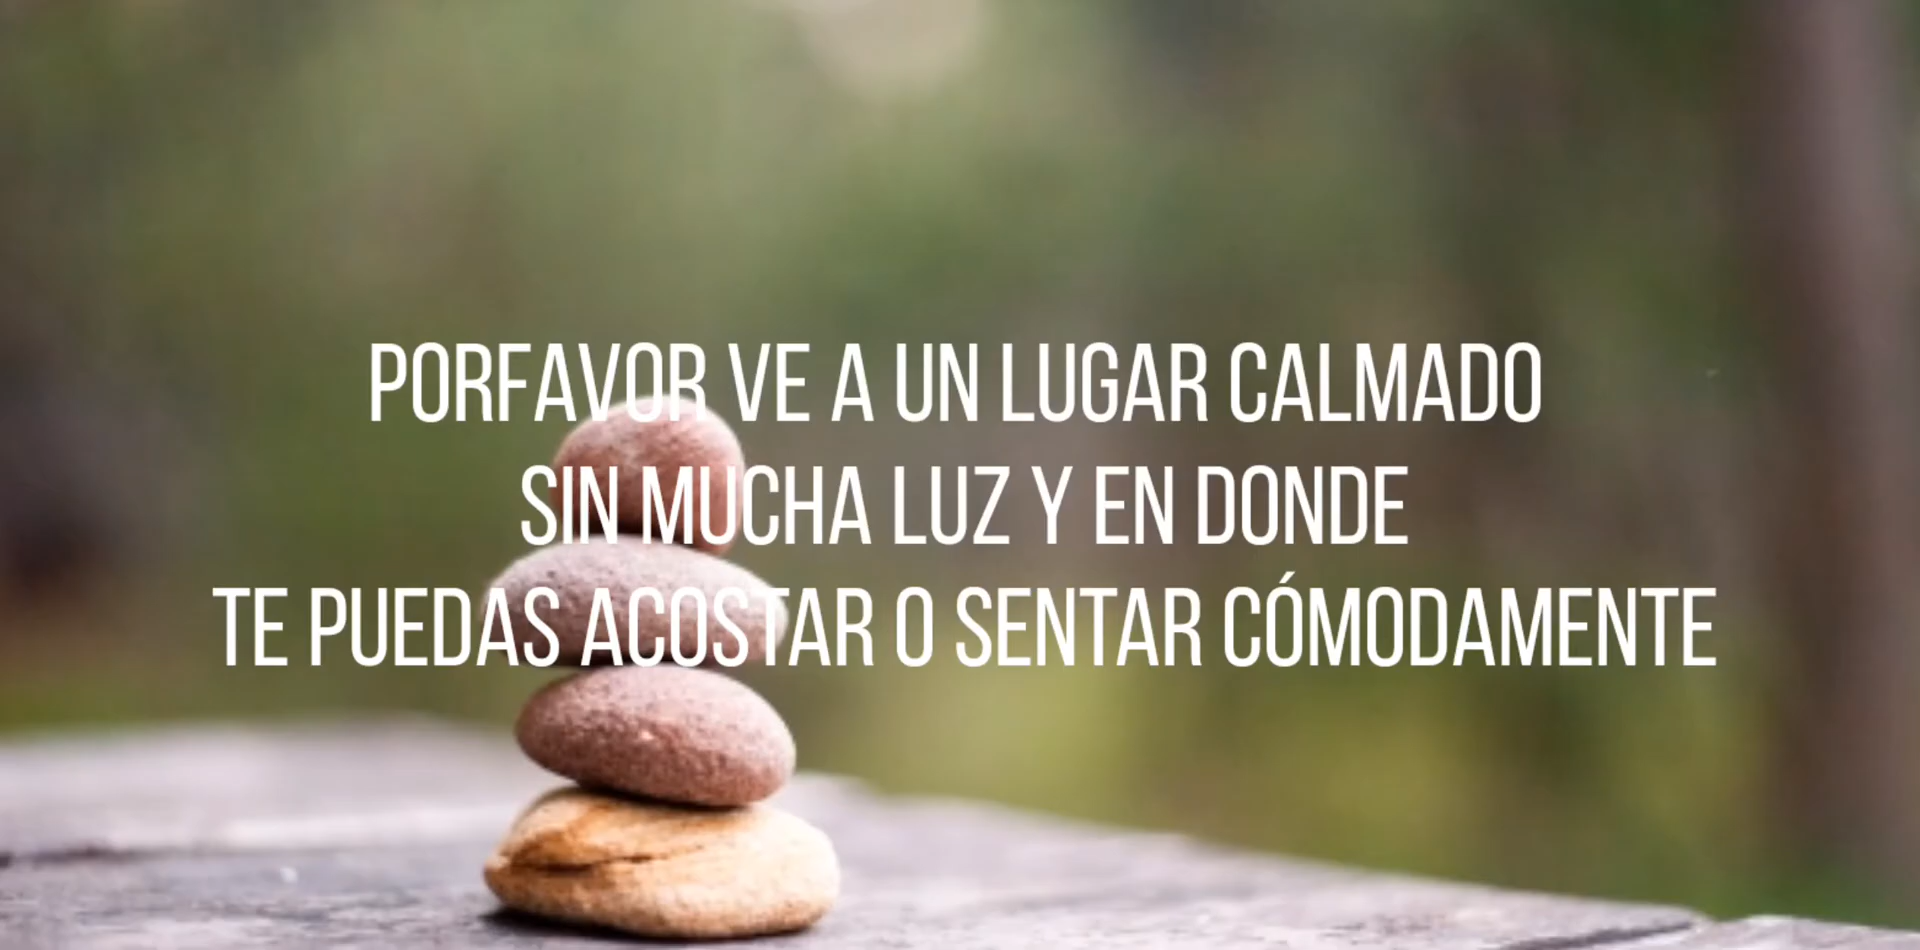 PORFAVOR VE A UN LUGAR CALMADO
SIN MUCHA LUZ Y EN DONDE
TE PUEDAS ACOSTAR O SENTAR CÓMODAMENTE